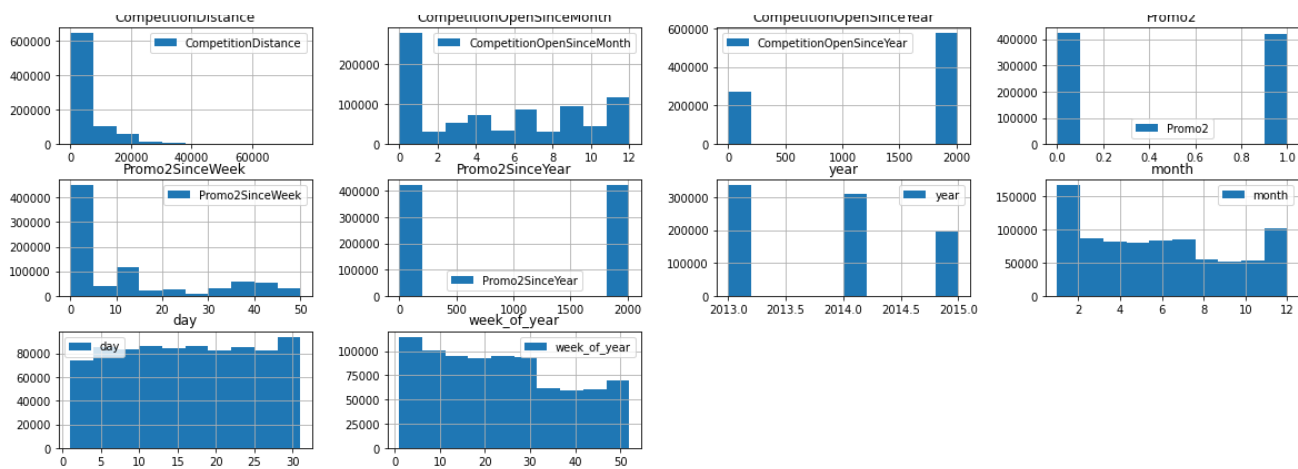 CompetitionDistance
CompetitionOpenSinceMonth
CompetitionOpenSinceYear
Promo2
600000
400000
200000
0
CompetitionDistance
0 20000 40000 60000
200000
100000
0
CompetitionOpenSinceMonth
0 2 4 6 8 10 12
600000
400000
200000
0
CompetitionOpenSinceYear
0 500 1000 1500 2000
400000
300000
200000
100000
0
Promo2
0.0 0.2 0.4 0.6 0.8 1.0
Promo2SinceWeek
Promo2SinceYear
year
month
400000
300000
200000
100000
0
Promo2SinceWeek
0 10 20 30 40 50
400000
300000
200000
100000
0
Promo2SinceYear
0 500 1000 1500 2000
300000
200000
100000
0
year
2013.0 2013.5 2014.0 2014.5 2015.0
150000
100000
50000
0
month
2 4 6 8 10 12
day
week_of_year
80000
60000
40000
20000
0
day
0 5 10 15 20 25 30
100000
75000
50000
25000
0
week_of_year
0 10 20 30 40 50